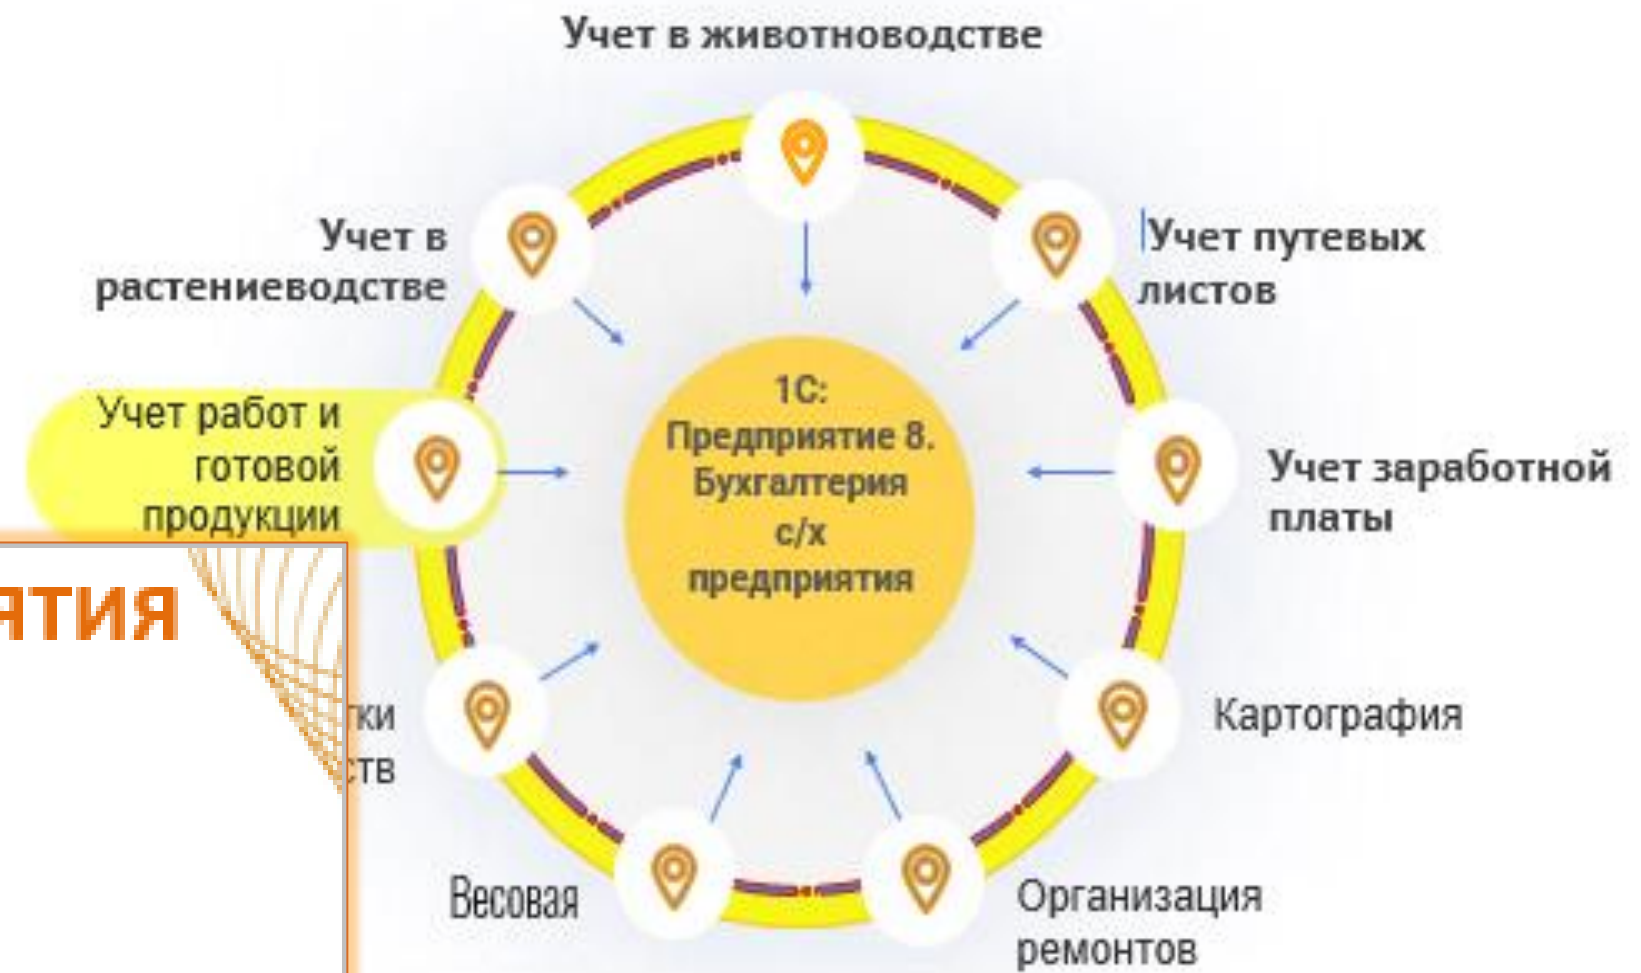 Учет в животноводстве
Учет в
растениеводстве
Учет путевых
листов
Учет работ и
готовой
продукции
1С:
Предприятие 8.
Бухгалтерия
с/х
предприятия
Учет заработной
платы
Картография
Весовая
Организация
ремонтов